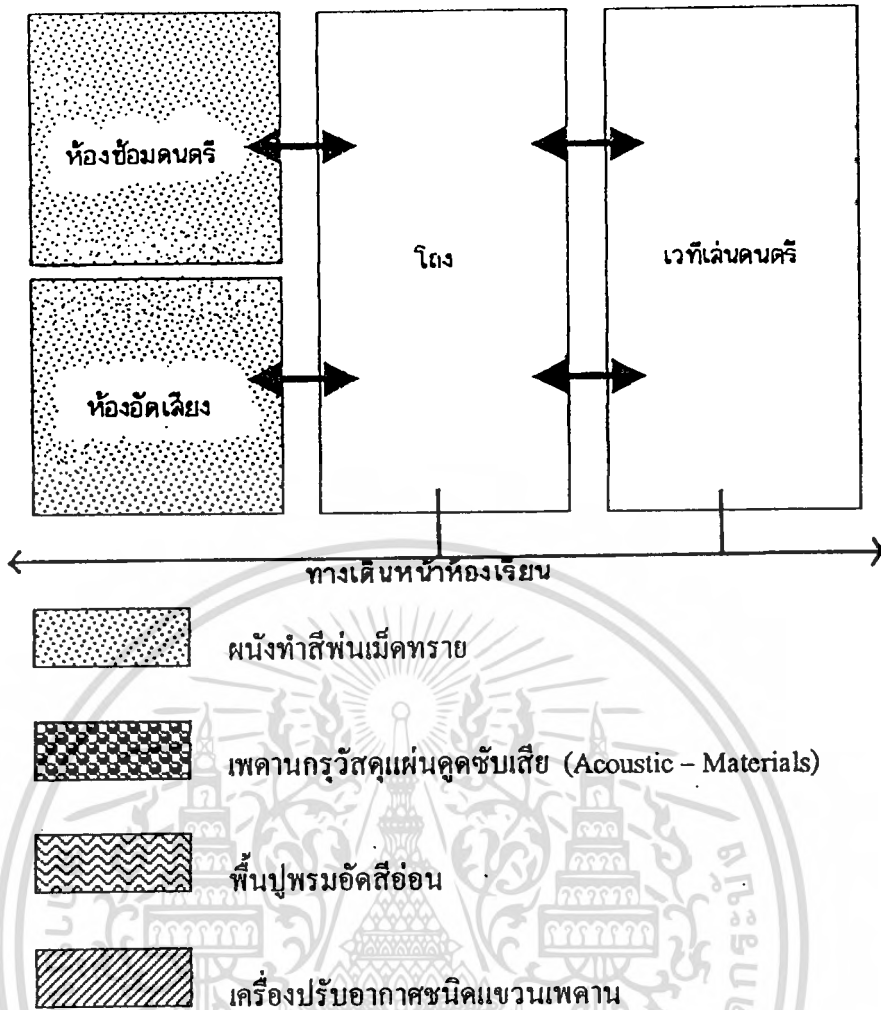 ห้องซ้อมดนตรี
โถง
เวทีเล่นดนตรี
ห้องอัดเสียง
ทางเดินหน้าห้องเรียน
ผนังทำสีพ่นเม็ดทราย
เพดานกรุวัสดุแผ่นดูดซับเสีย (Acoustic – Materials)
พื้นปูพรมอัดสีอ่อน
เครื่องปรับอากาศชนิดแขวนเพดาน